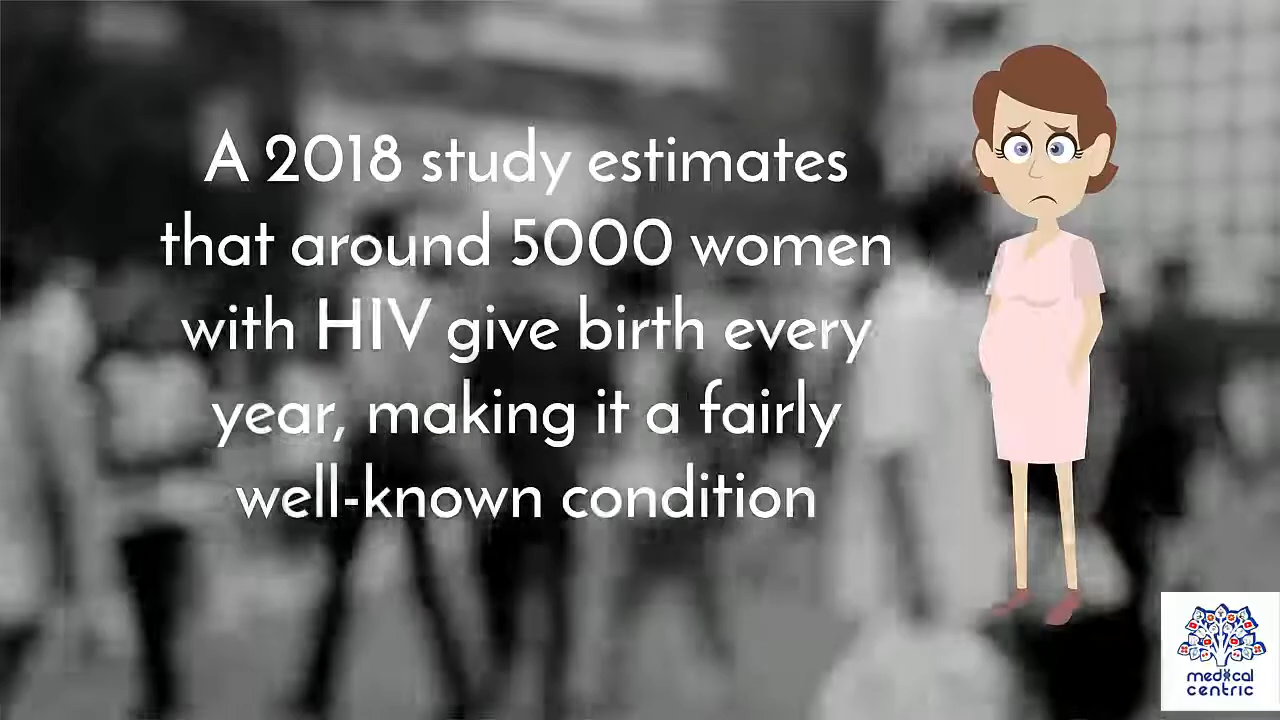 A 2018 study estimates
that around 5000 women
with HIV give birth every
year, making it a fairly
well-known condition
medical
centric